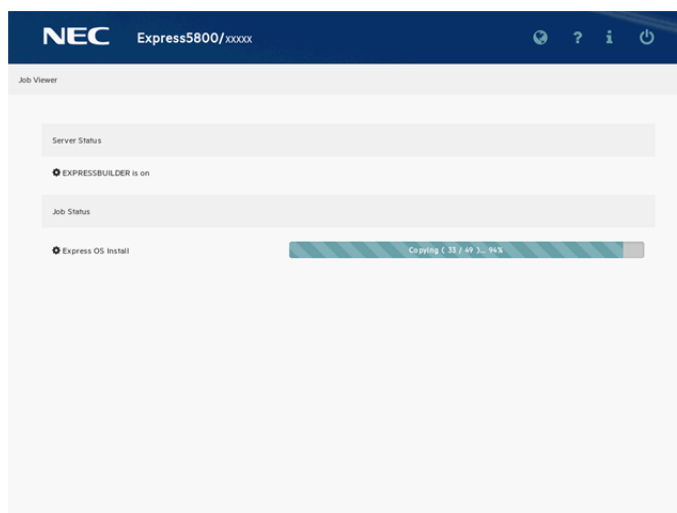 NEC Express5800/xxxxx
Job Viewer
Server Status
EXPRESSBUILDER is on
Job Status
Express OS Install Copying ( 33 / 49 )... 94%